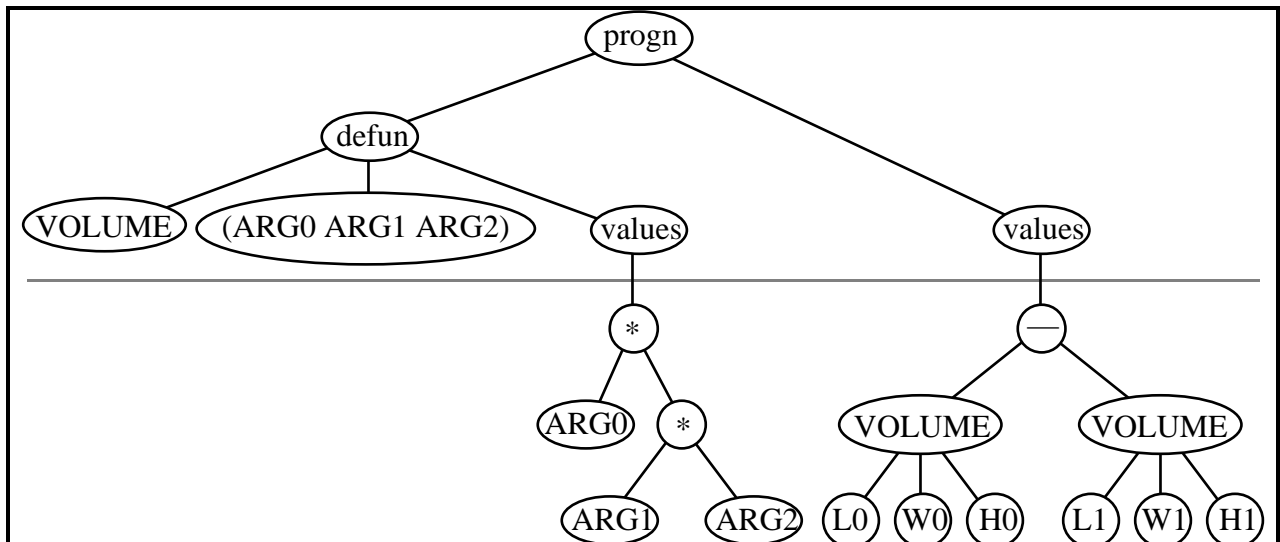 progn
defun
VOLUME (ARG0 ARG1 ARG2) values values
* —
ARG0 * VOLUME VOLUME
ARG1 ARG2 L0 W0 H0 L1 W1 H1